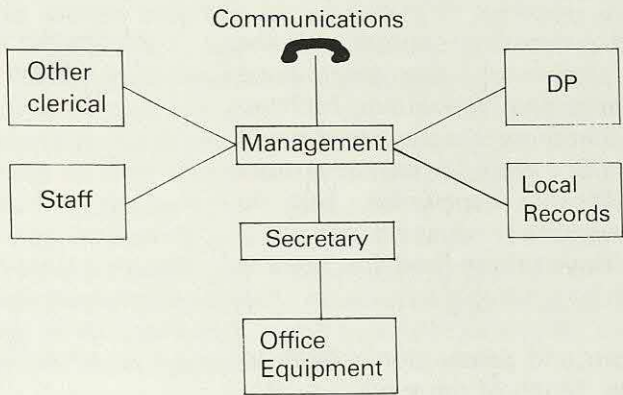 Communications
Other
clerical
DP
Management
Staff
Local
Records
Secretary
Office
Equipment